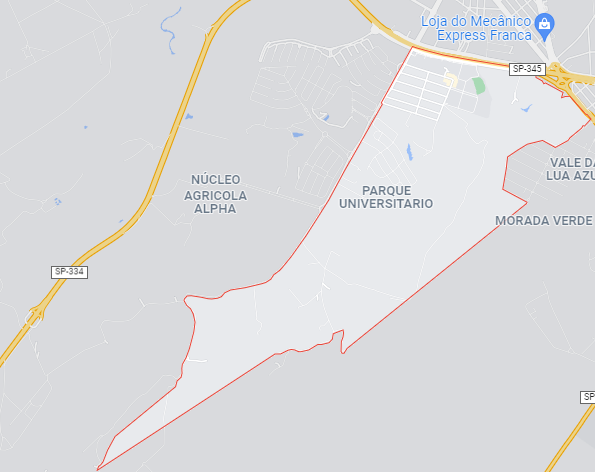 Loja do Mecânico
Express Franca
SP-345
VALE DA
LUA AZU
NÚCLEO
AGRICOLA
ALPHA
PARQUE
UNIVERSITARIO
MORADA VERDE
SP-334
SP